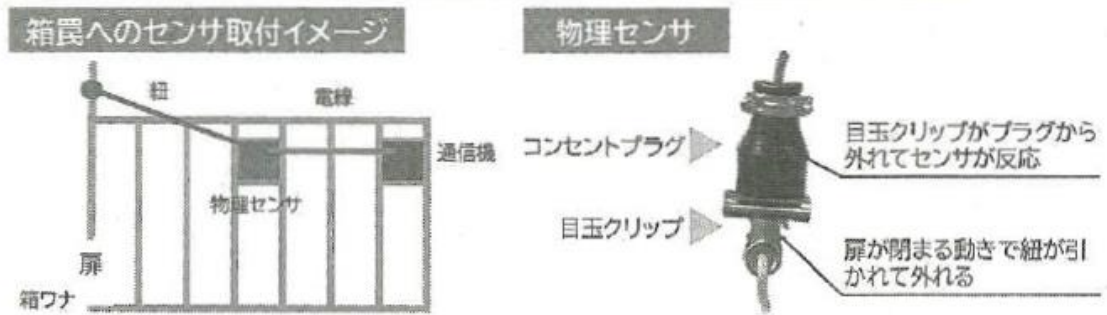 箱罠へのセンサ取付イメージ
紐
電線
通信機
物理センサ
扉
箱ワナ
物理センサ
コンセントプラグ
目玉クリップ
目玉クリップがプラグから
外れてセンサが反応
扉が閉まる動きで紐が引
かれて外れる